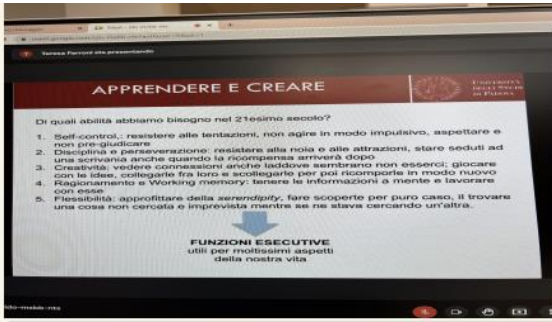 Teresa Farroni sta presentando
APPRENDERE E CREARE
UNIVERSITÀ
DEGLI STUDI
DI PADOVA
Di quali abilità abbiamo bisogno nel 21esimo secolo?
1. Self-control,: resistere alle tentazioni, non agire in modo impulsivo, aspettare e
non pre-giudicare
2. Disciplina e perseverazione: resistere alla noia e alle attrazioni, stare seduti ad
una scrivania anche quando la ricompensa arriverà dopo
3. Creatività: vedere connessioni anche laddove sembrano non esserci; giocare
con le idee, collegarle fra loro e scollegarle per poi ricomporle in modo nuovo
4. Ragionamento e Working memory: tenere le informazioni a mente e lavorare
con esse
5. Flessibilità: approfittare della serendipity, fare scoperte per puro caso, il trovare
una cosa non cercata e imprevista mentre se ne stava cercando un'altra.
FUNZIONI ESECUTIVE
utili per moltissimi aspetti
della nostra vita